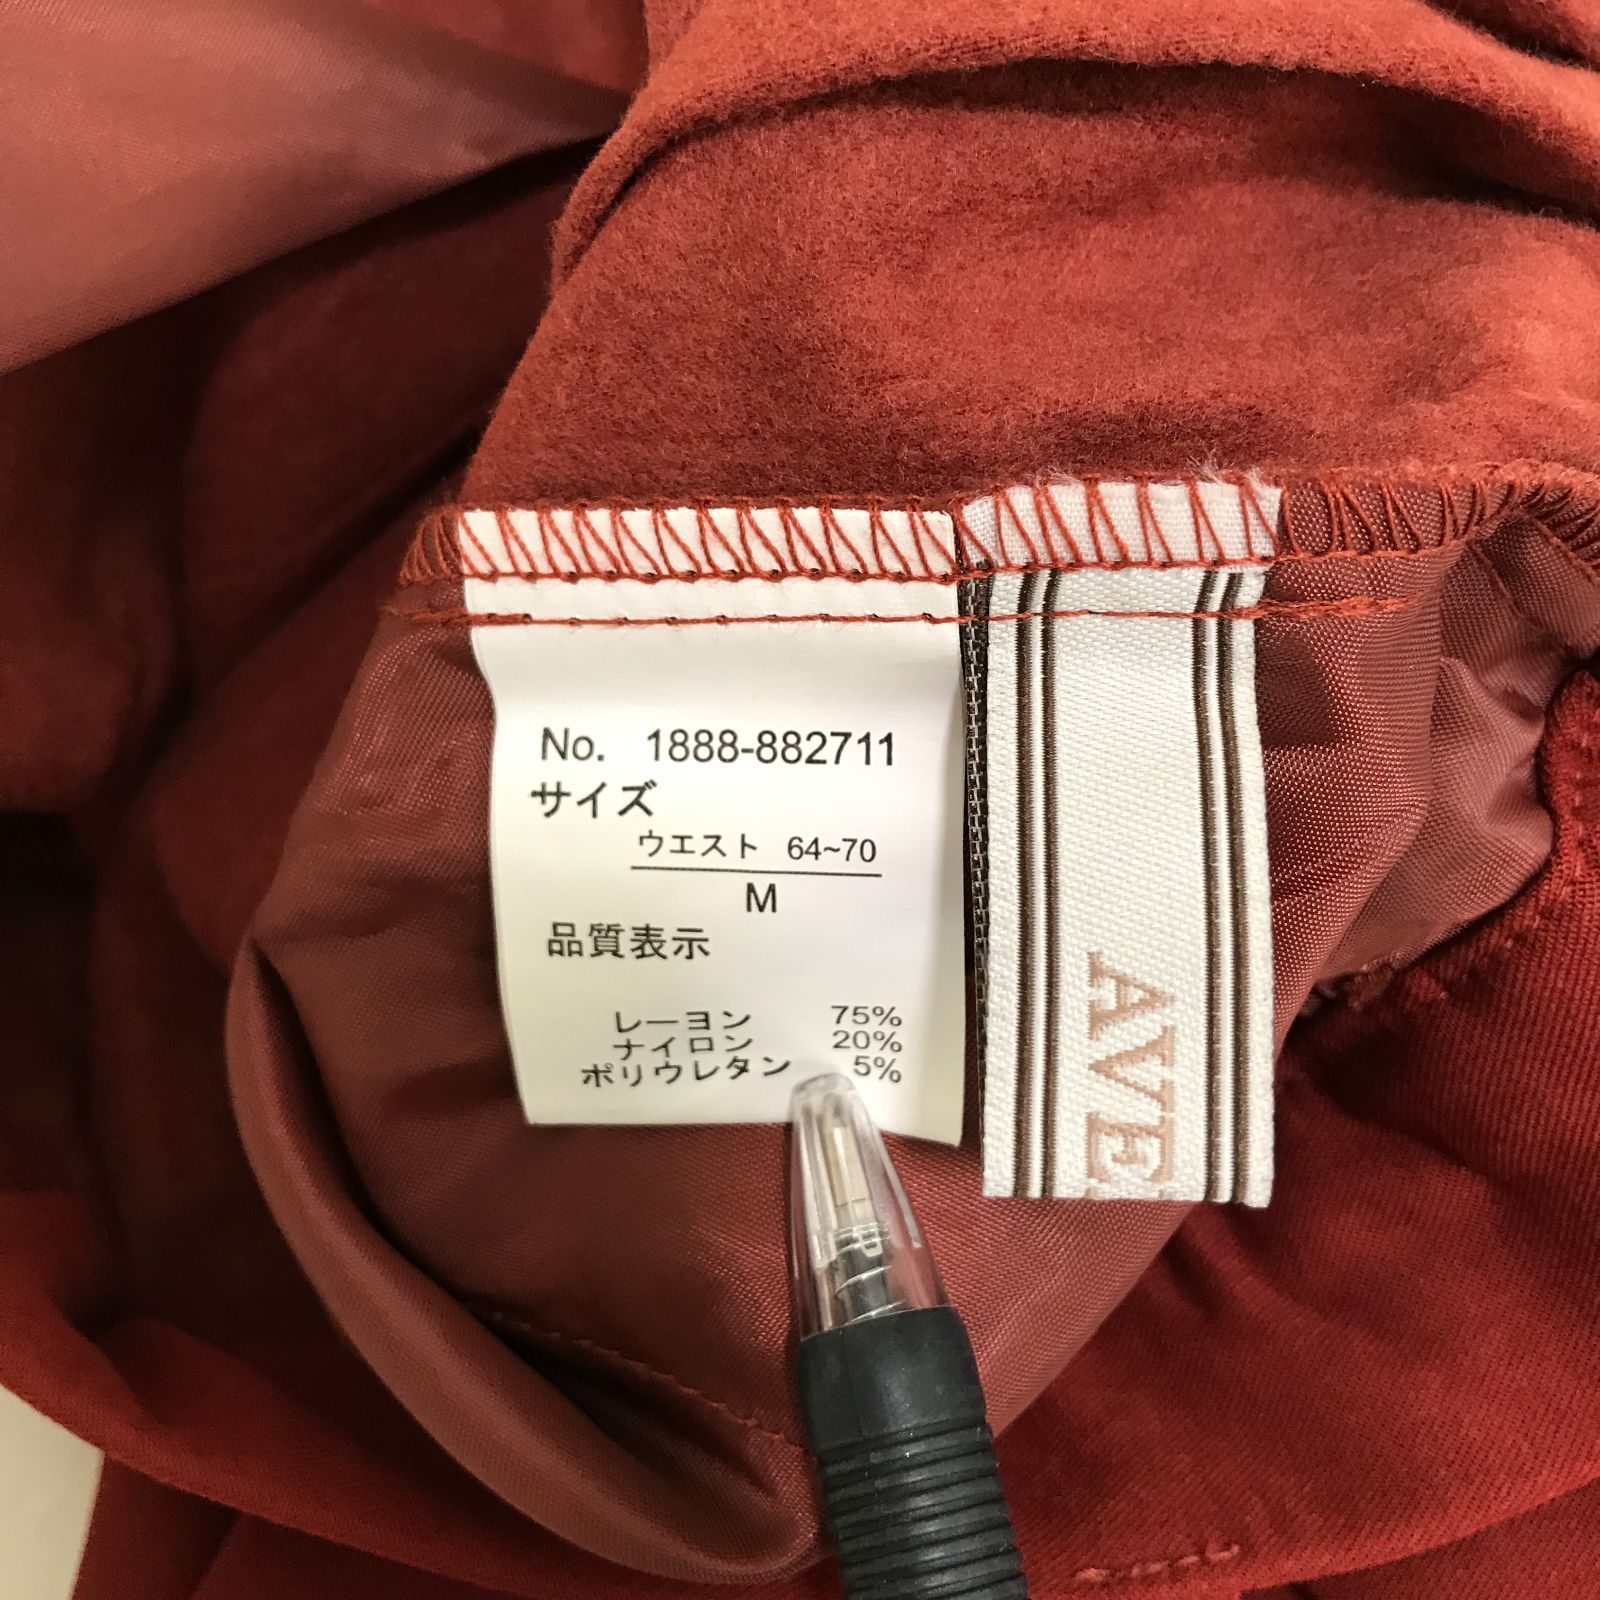 No. 1888-882711
サイズ
ウエスト 64~70
M
品質表示
レーヨン 75%
ナイロン 20%
ポリウレタン 5%
AVE